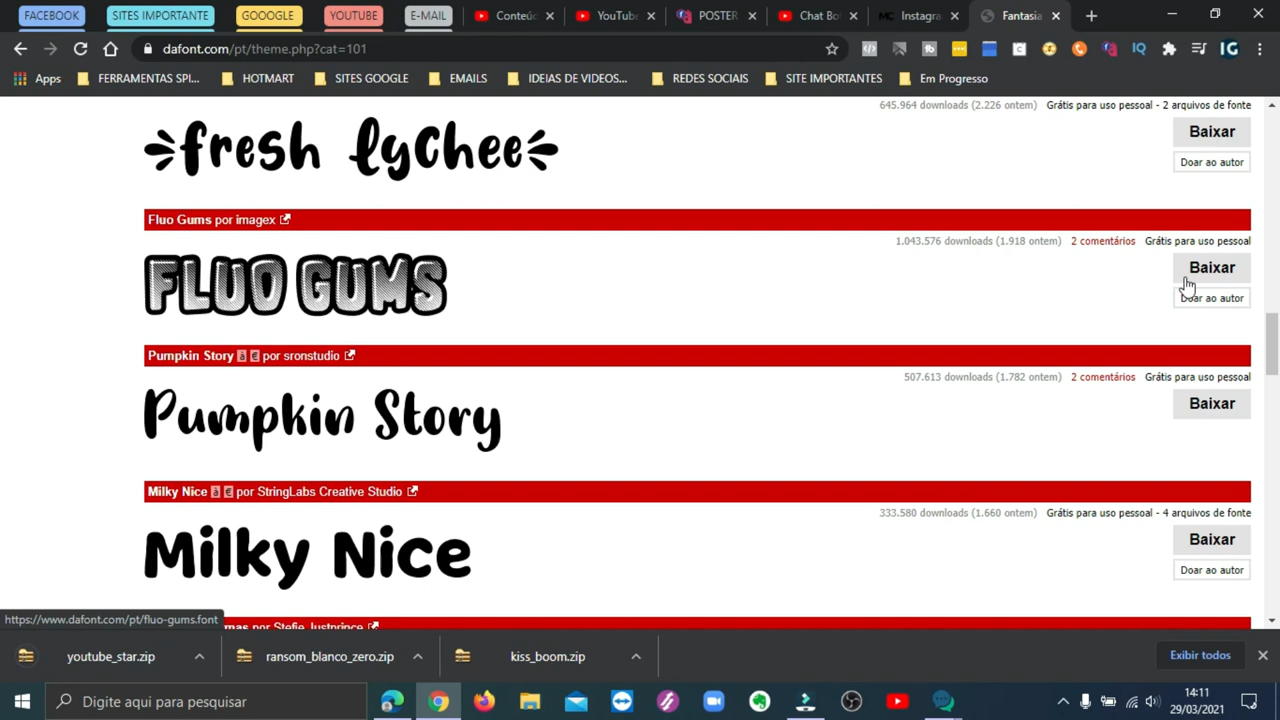 FACEBOOK SITES IMPORTANTE GOOOGLE YOUTUBE E-MAIL Conteúc YouTube POSTER Chat Bot Instagra Fantasia
dafont.com/pt/theme.php?cat=101
Apps FERRAMENTAS SPI... HOTMART SITES GOOGLE EMAILS IDEIAS DE VIDEOS... REDES SOCIAIS SITE IMPORTANTES Em Progresso
645.964 downloads (2.226 ontem) Grátis para uso pessoal - 2 arquivos de fonte
fresh lychee
Baixar
Doar ao autor
Fluo Gums por imagex
1.043.576 downloads (1.918 ontem) 2 comentários Grátis para uso pessoal
FLUO GUMS
Baixar
Doar ao autor
Pumpkin Story à € por sronstudio
507.613 downloads (1.782 ontem) 2 comentários Grátis para uso pessoal
Pumpkin Story
Baixar
Milky Nice à € por StringLabs Creative Studio
333.580 downloads (1.660 ontem) Grátis para uso pessoal - 4 arquivos de fonte
Milky Nice
Baixar
Doar ao autor
https://www.dafont.com/pt/fluo-gums.font
por Stefie Justprince
youtube_star.zip ransom_blanco_zero.zip kiss_boom.zip Exibir todos
Digite aqui para pesquisar
14:11
29/03/2021